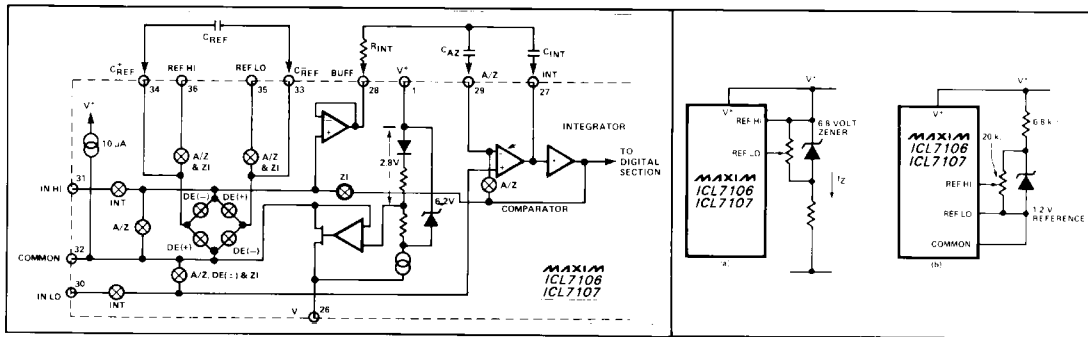 CREF
RINT
CAZ
CINT
C+REF
REF HI
REF LO
C-REF
BUFF
V+
A/Z
INT
34
36
35
33
28
1
29
27
V+
10 µA
A/Z
& ZI
A/Z
& ZI
2.8V
INTEGRATOR
TO
DIGITAL
SECTION
IN HI
31
INT
DE(−)
DE(+)
ZI
A/Z
6.2V
COMPARATOR
A/Z
DE(+)
DE(−)
COMMON
32
A/Z, DE(±) & ZI
IN LO
30
INT
V
26
MAXIM
ICL7106
ICL7107
V+
V+
REF HI
REF LO
6.8 VOLT
ZENER
MAXIM
ICL7106
ICL7107
IZ
(a)
V+
V+
6.8 k
20 k
MAXIM
ICL7106
ICL7107
REF HI
REF LO
1.2 V
REFERENCE
COMMON
(b)